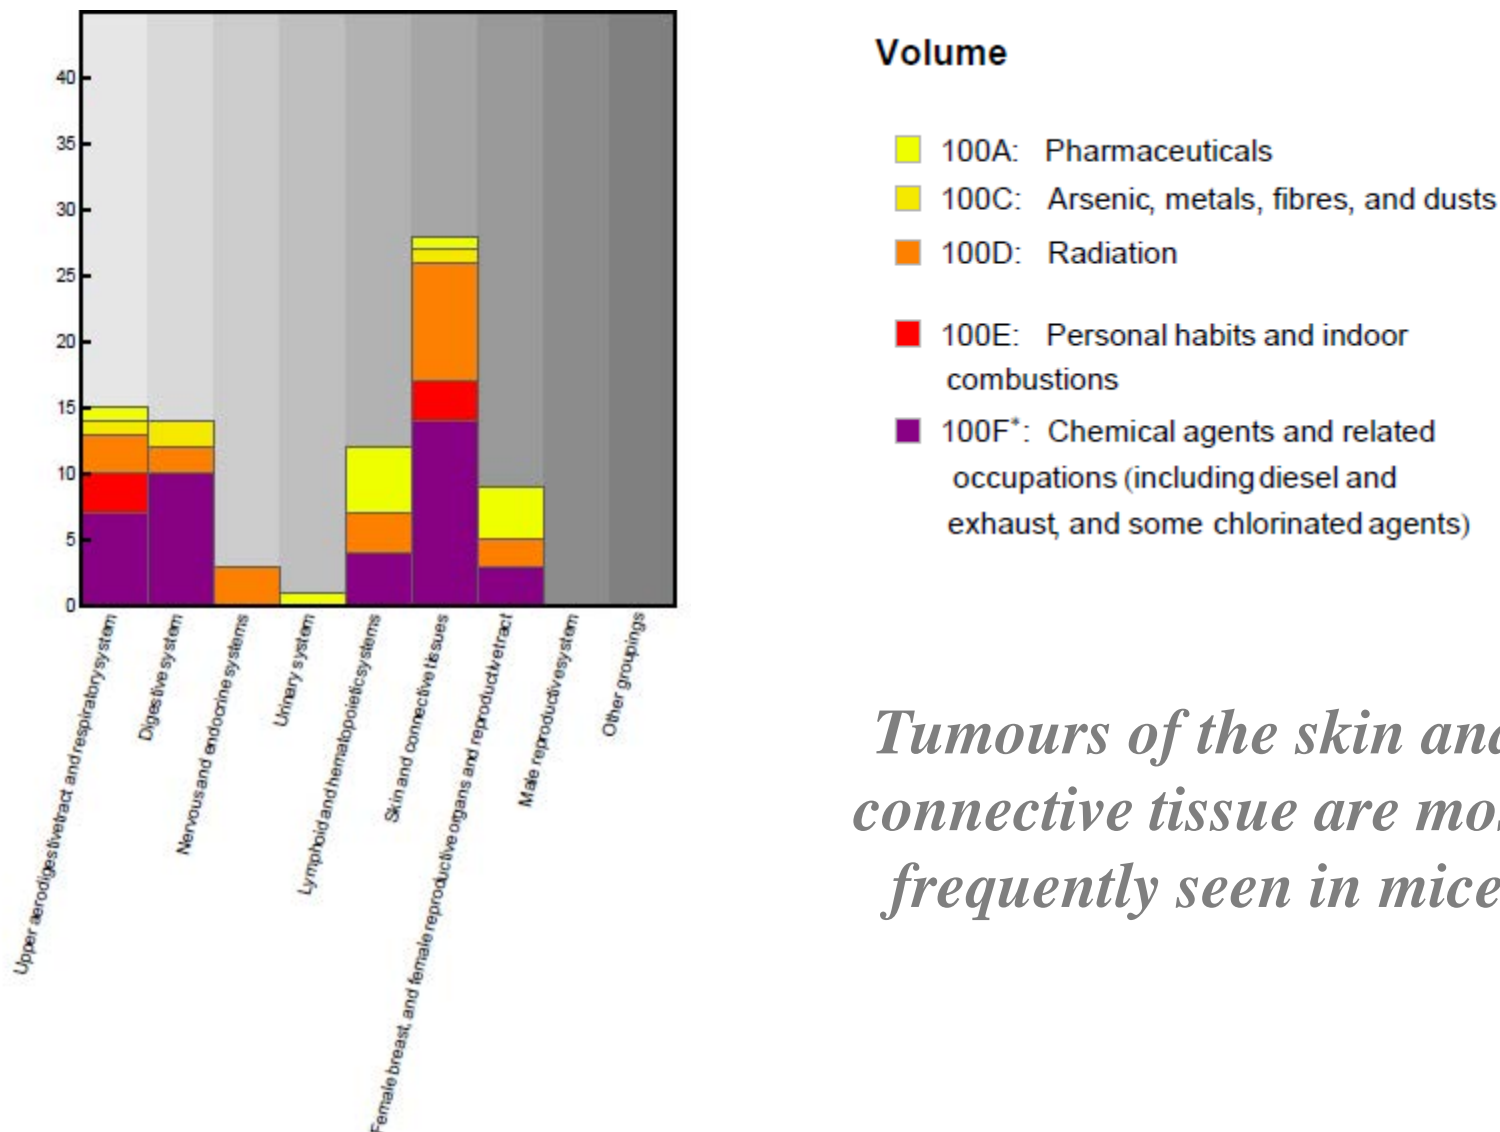 40
35
30
25
20
15
10
5
0
Upper aerodigestive tract and respiratory system
Digestive system
Nervous and endocrine systems
Urinary system
Lymphoid and hematopoietic systems
Skin and connective tissues
Female breast, and female reproductive organs and reproductive tract
Male reproductive system
Other groupings
Volume
100A: Pharmaceuticals
100C: Arsenic, metals, fibres, and dusts
100D: Radiation
100E: Personal habits and indoor
combustions
100F*: Chemical agents and related
occupations (including diesel and
exhaust, and some chlorinated agents)
Tumours of the skin and
connective tissue are mos
frequently seen in mice